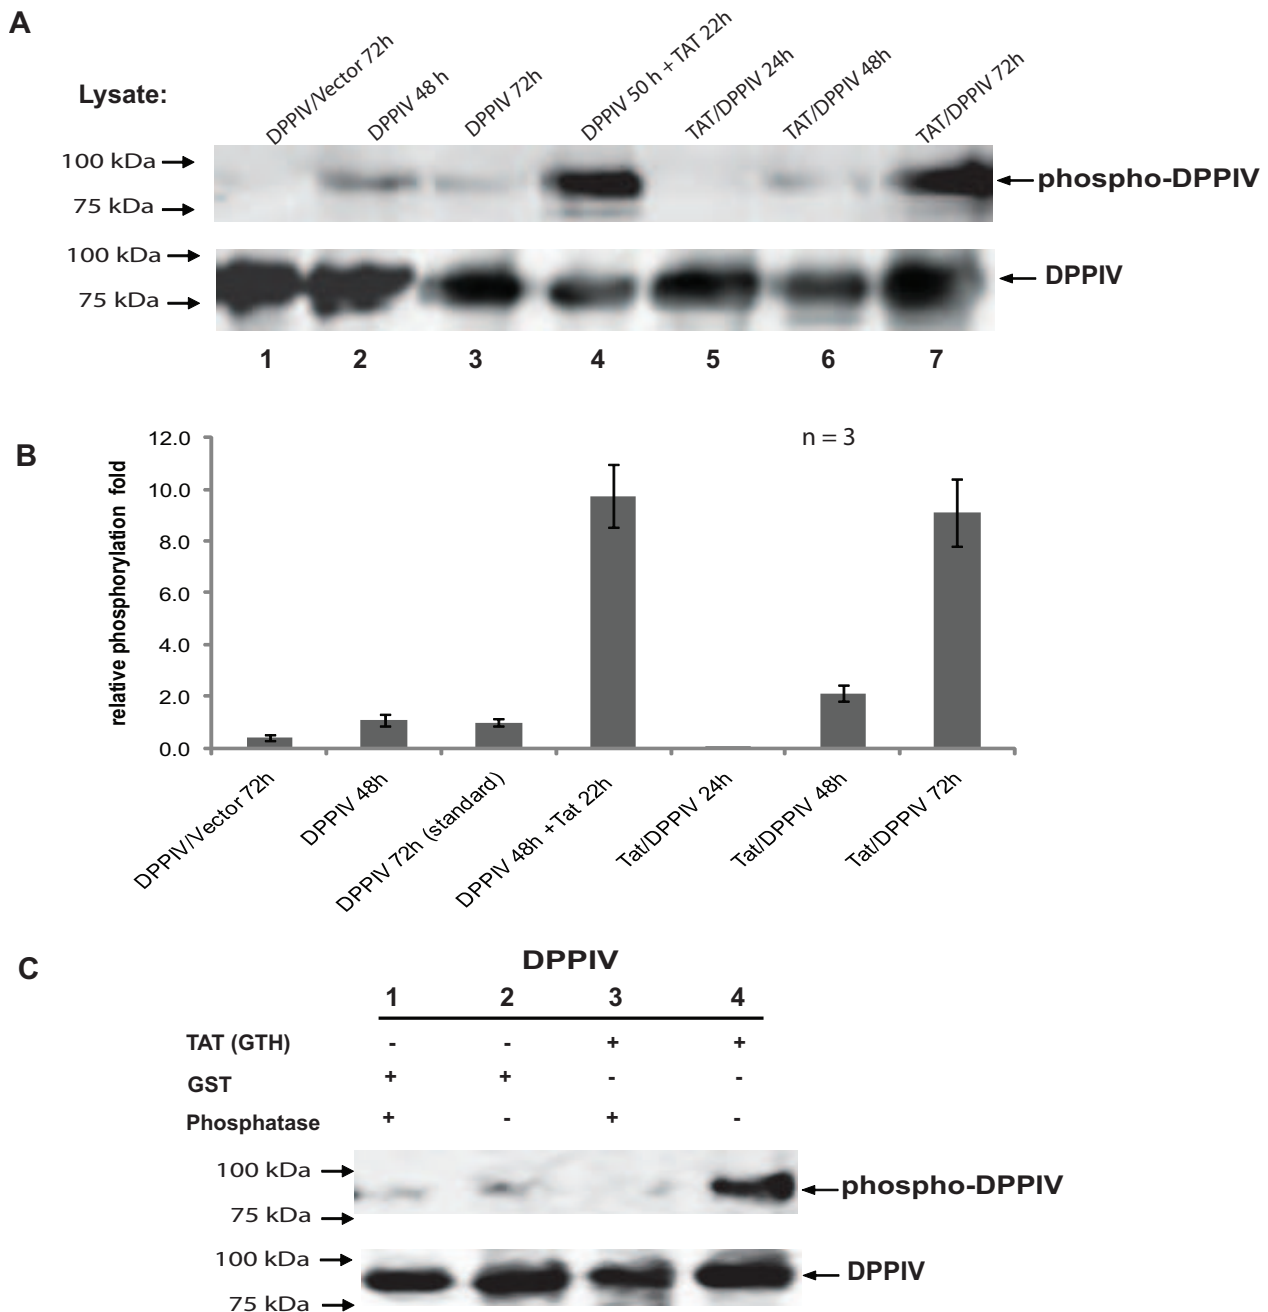 A
Lysate:
DPPIV/Vector 72h
DPPIV 48 h
DPPIV 72h
DPPIV 50 h + TAT 22h
TAT/DPPIV 24h
TAT/DPPIV 48h
TAT/DPPIV 72h
100 kDa
75 kDa
phospho-DPPIV
100 kDa
75 kDa
DPPIV
1 2 3 4 5 6 7
B
n = 3
relative phosphorylation fold
12.0
10.0
8.0
6.0
4.0
2.0
0.0
DPPIV/Vector 72h
DPPIV 48h
DPPIV 72h (standard)
DPPIV 48h +Tat 22h
Tat/DPPIV 24h
Tat/DPPIV 48h
Tat/DPPIV 72h
C
DPPIV
1 2 3 4
TAT (GTH) - - + +
GST + + - -
Phosphatase + - + -
100 kDa
75 kDa
phospho-DPPIV
100 kDa
75 kDa
DPPIV